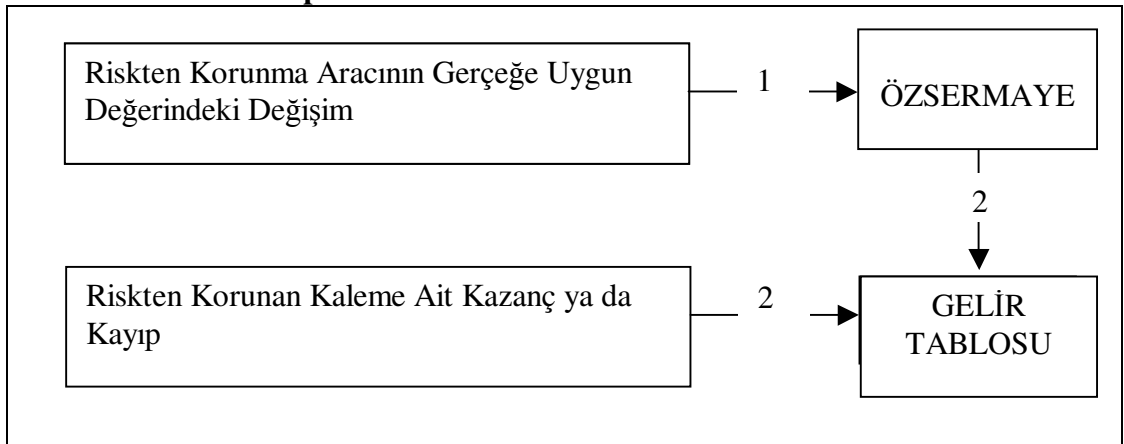 Riskten Korunma Aracının Gerçeğe Uygun
Değerindeki Değişim
1
ÖZSERMAYE
2
Riskten Korunan Kaleme Ait Kazanç ya da
Kayıp
2
GELİR
TABLOSU